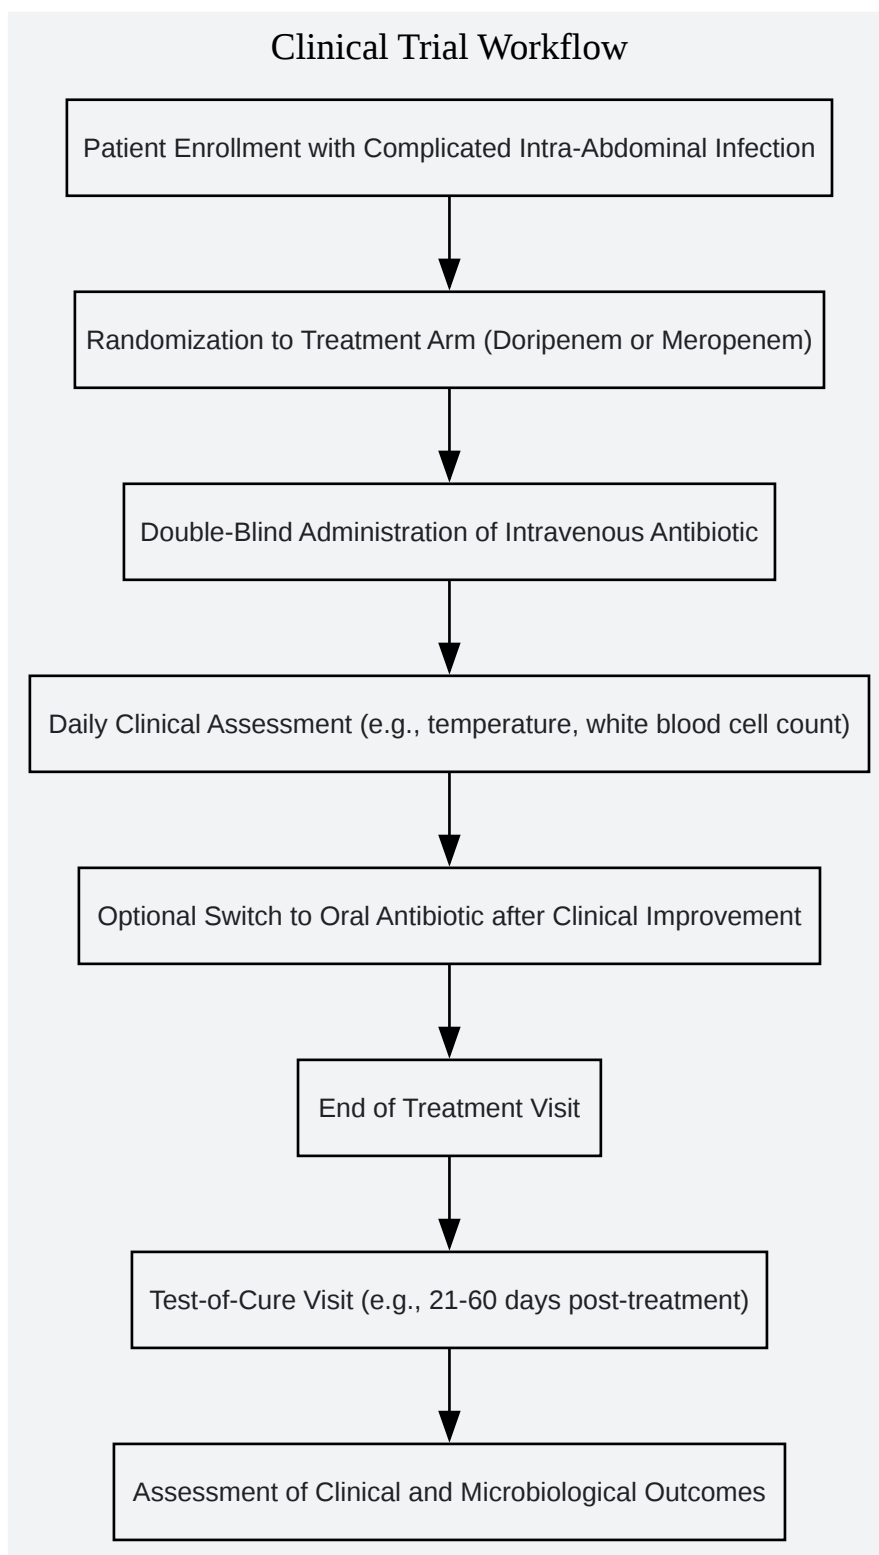 Clinical Trial Workflow
Patient Enrollment with Complicated Intra-Abdominal Infection
Randomization to Treatment Arm (Doripenem or Meropenem)
Double-Blind Administration of Intravenous Antibiotic
Daily Clinical Assessment (e.g., temperature, white blood cell count)
Optional Switch to Oral Antibiotic after Clinical Improvement
End of Treatment Visit
Test-of-Cure Visit (e.g., 21-60 days post-treatment)
Assessment of Clinical and Microbiological Outcomes